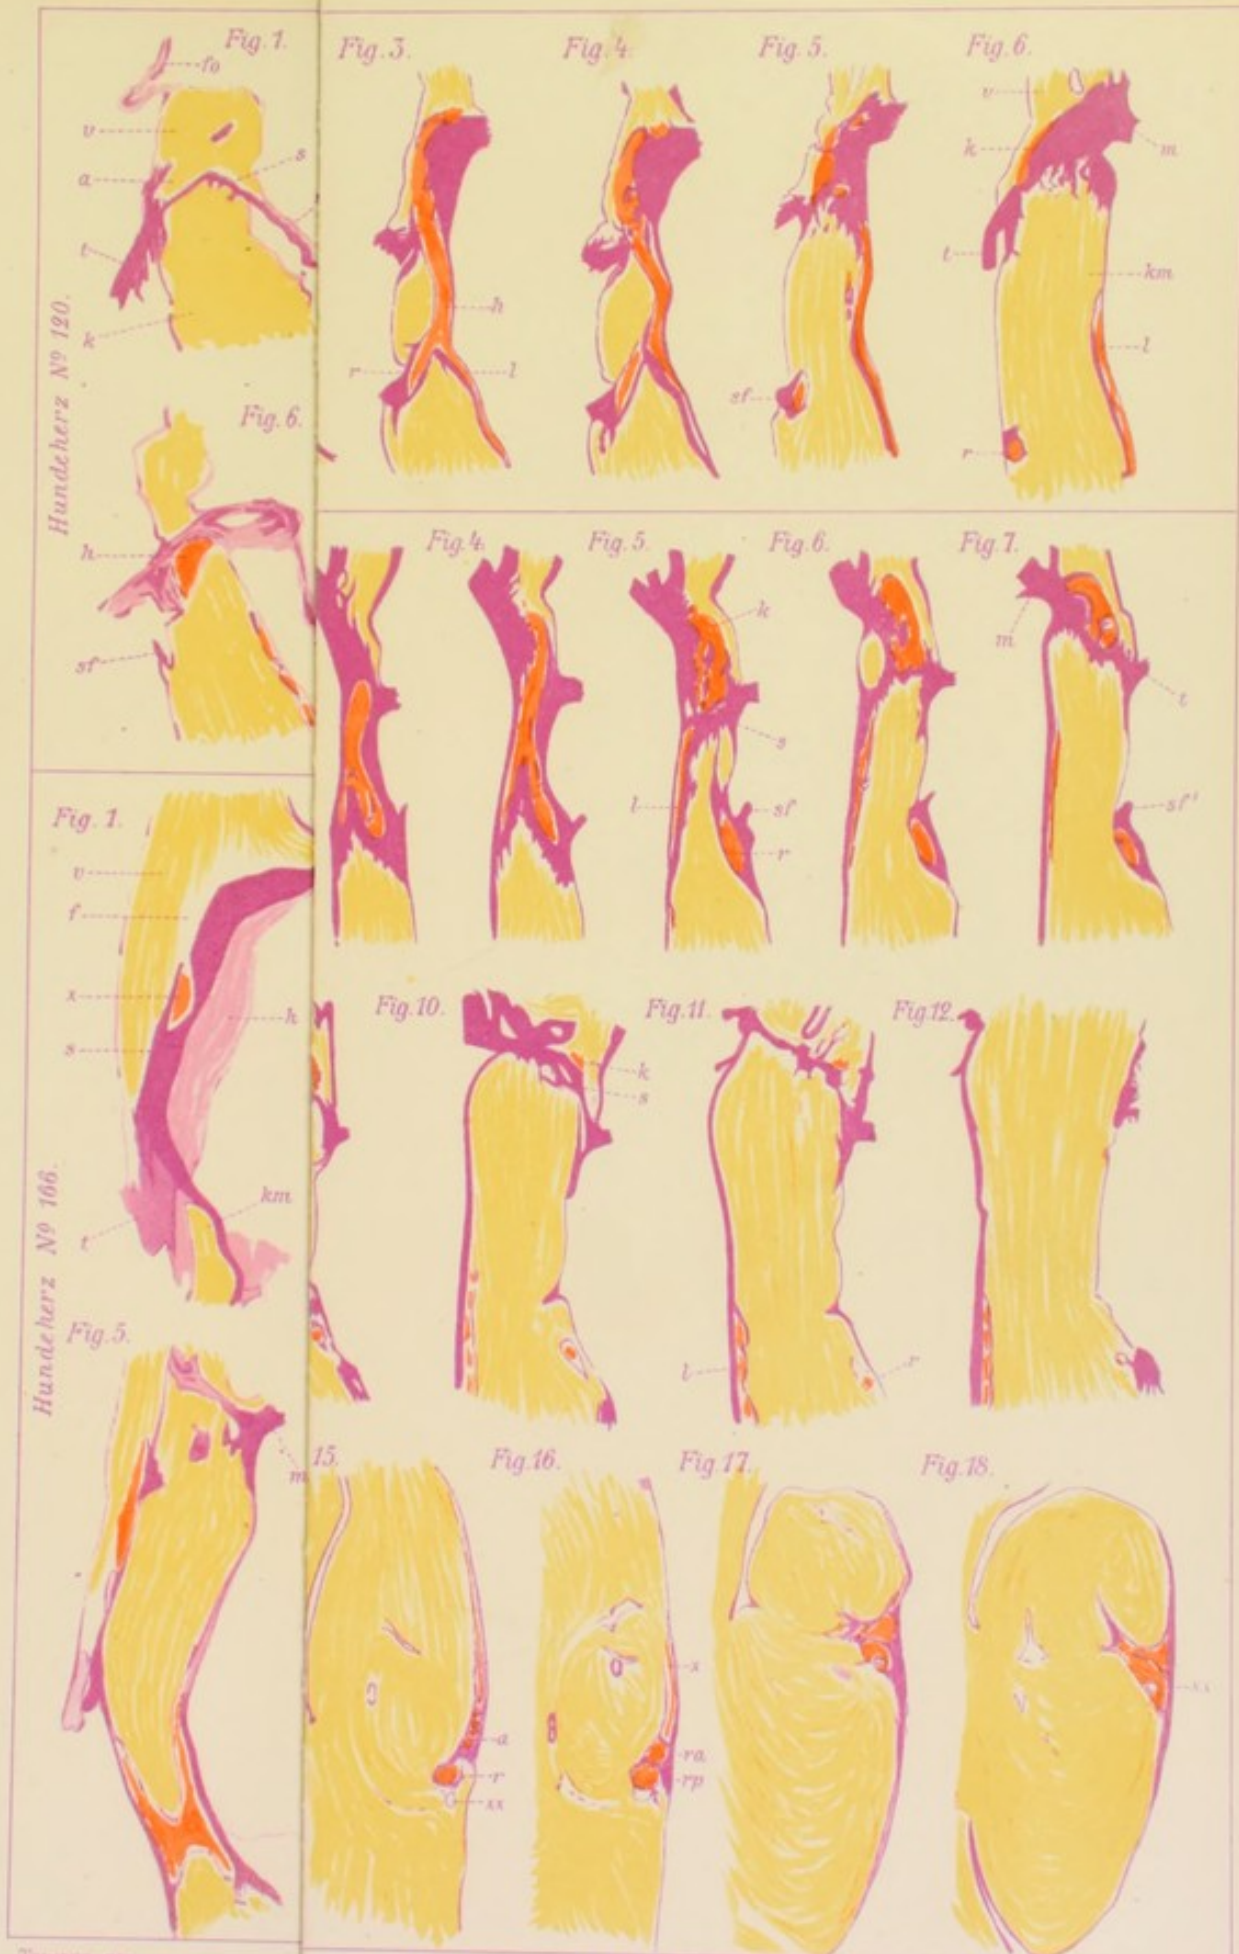 Fig. 1.
fo
v
a
s
t
k
Hundeherz Nº 120.
Fig. 6.
h
sf
Fig. 3.
Fig. 4.
Fig. 5.
Fig. 6.
v
k
m
t
h
km
r
l
l
sf
r
Fig. 4.
Fig. 5.
Fig. 6.
Fig. 7.
k
m
s
t
l
sf
sf'
r
Hundeherz Nº 166.
Fig. 1.
v
f
x
k
s
km
t
Fig. 5.
m
Fig. 10.
Fig. 11.
Fig. 12.
k
s
l
r
15.
Fig. 16.
Fig. 17.
Fig. 18.
x
xx
a
ra
r
rp
xx